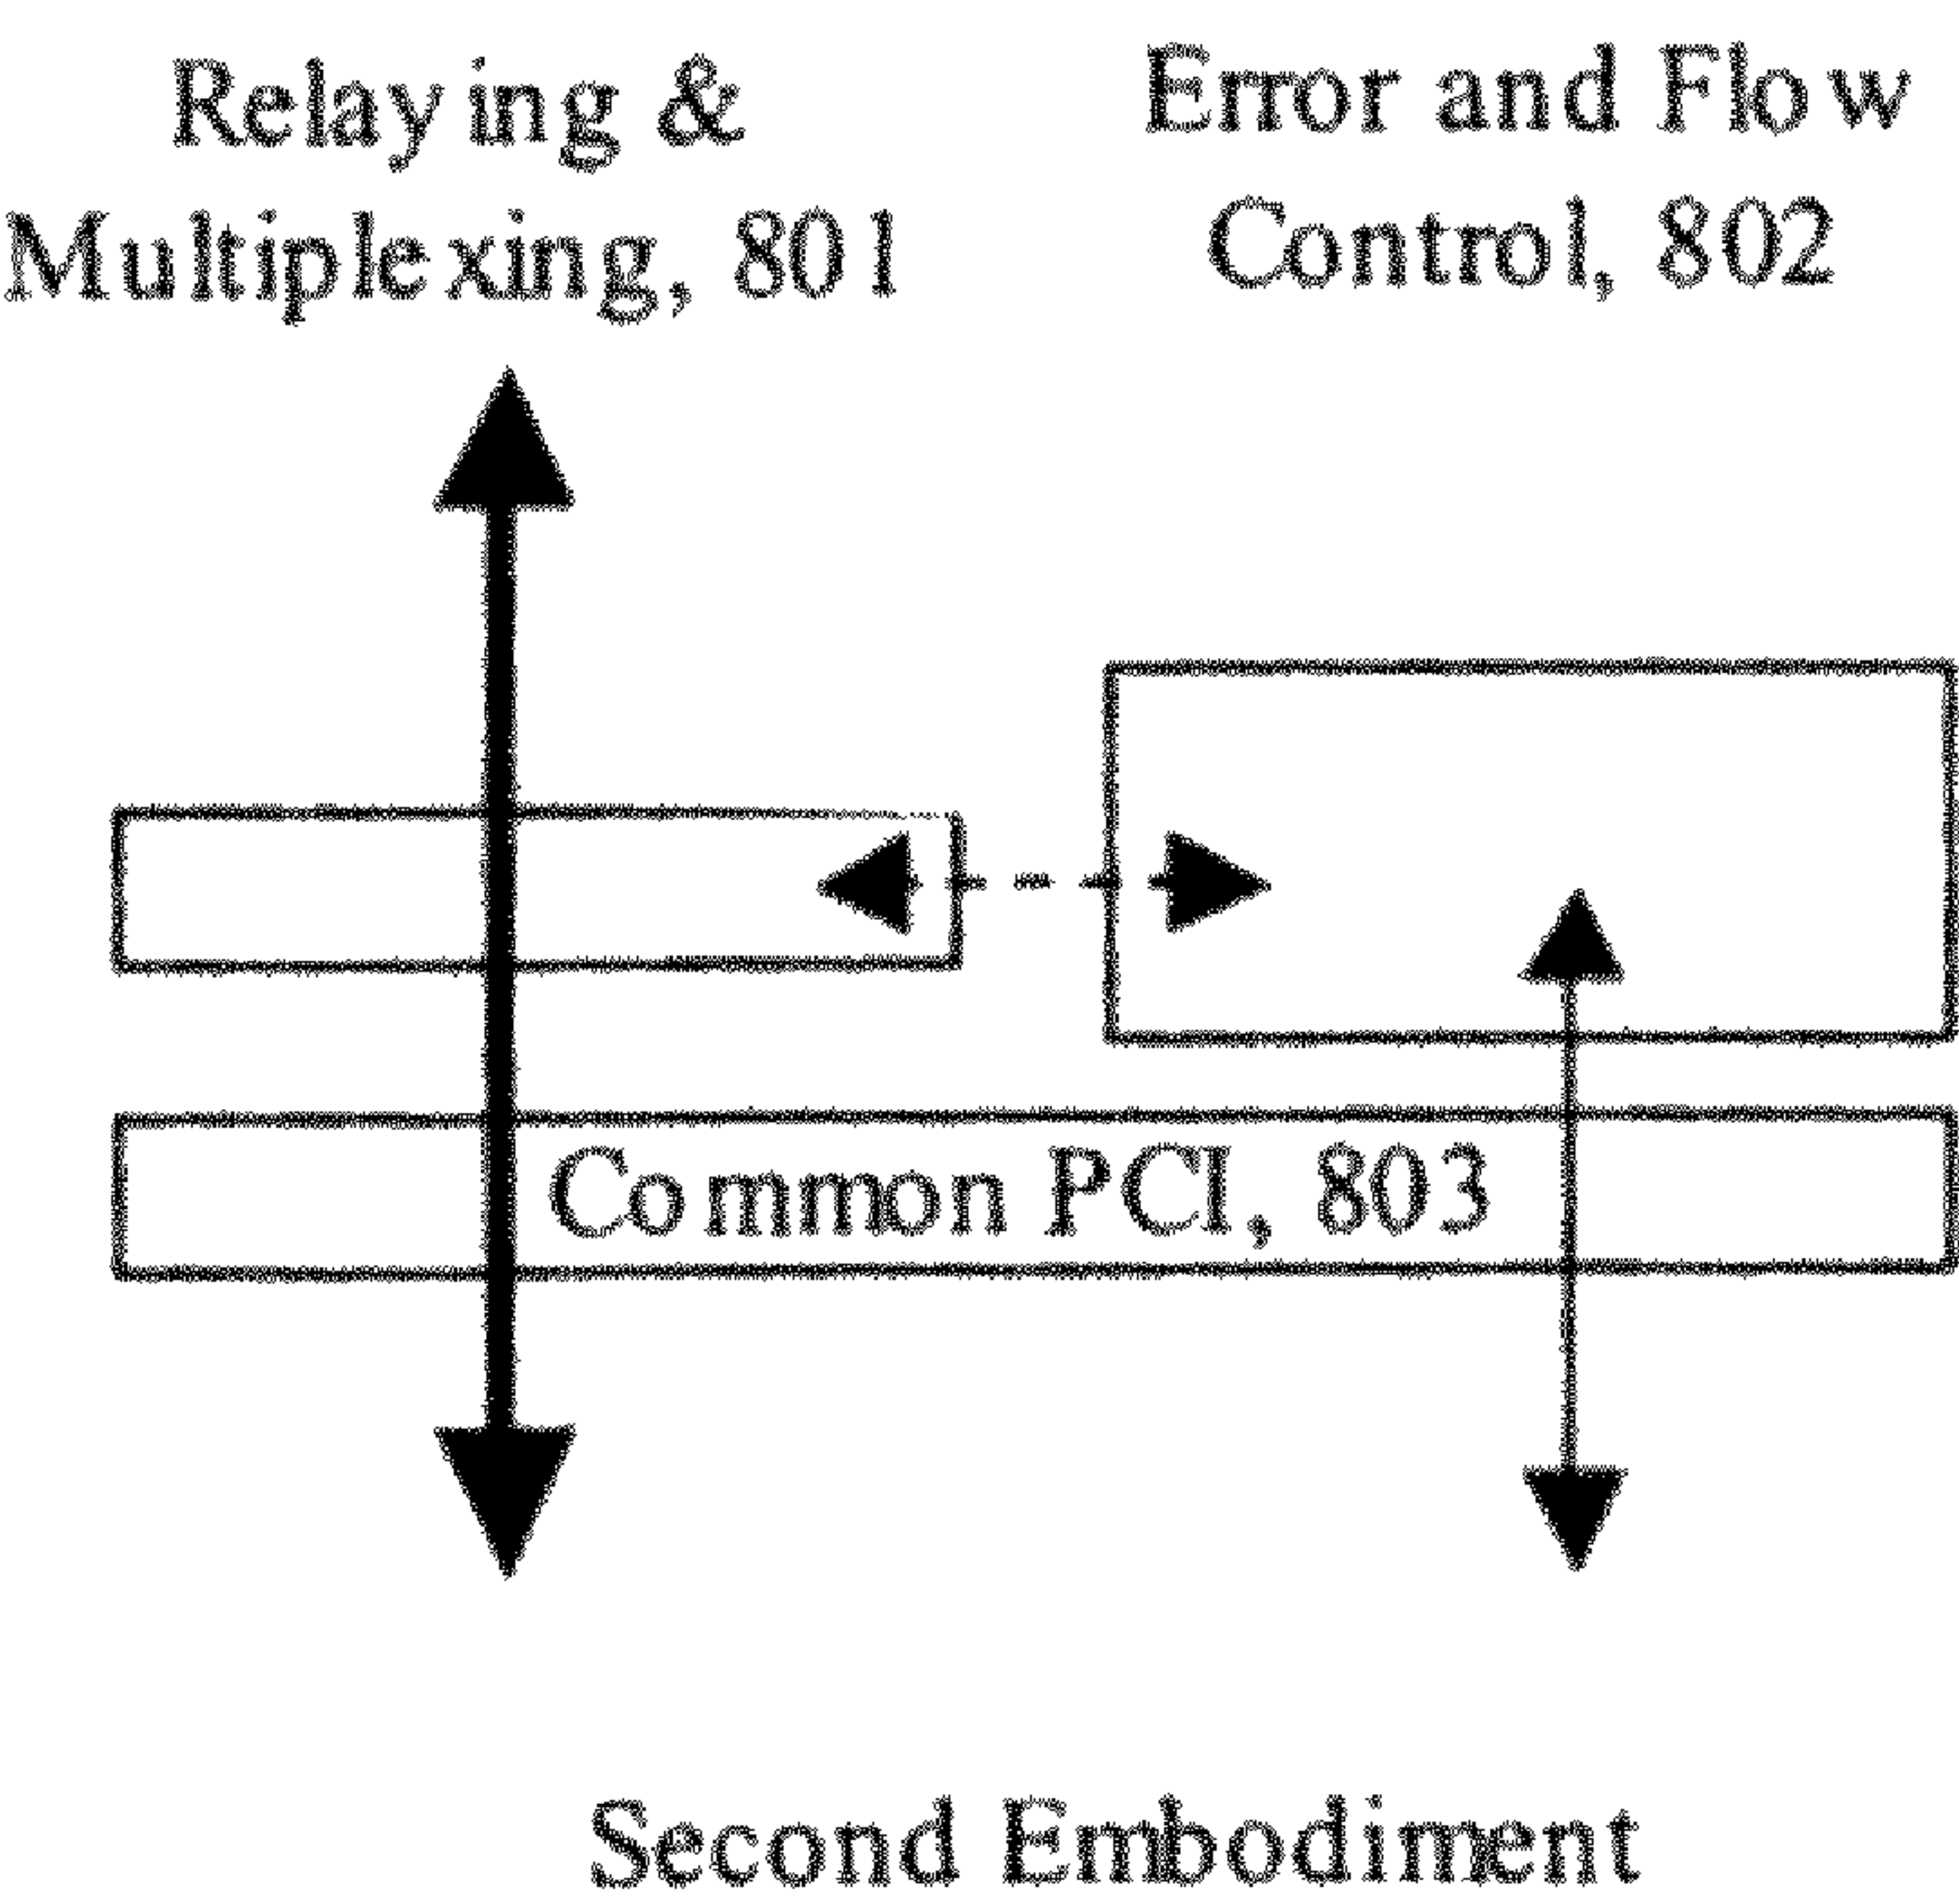 Relaying &
Multiplexing, 801
Error and Flow
Control, 802
Common PCI, 803
Second Embodiment